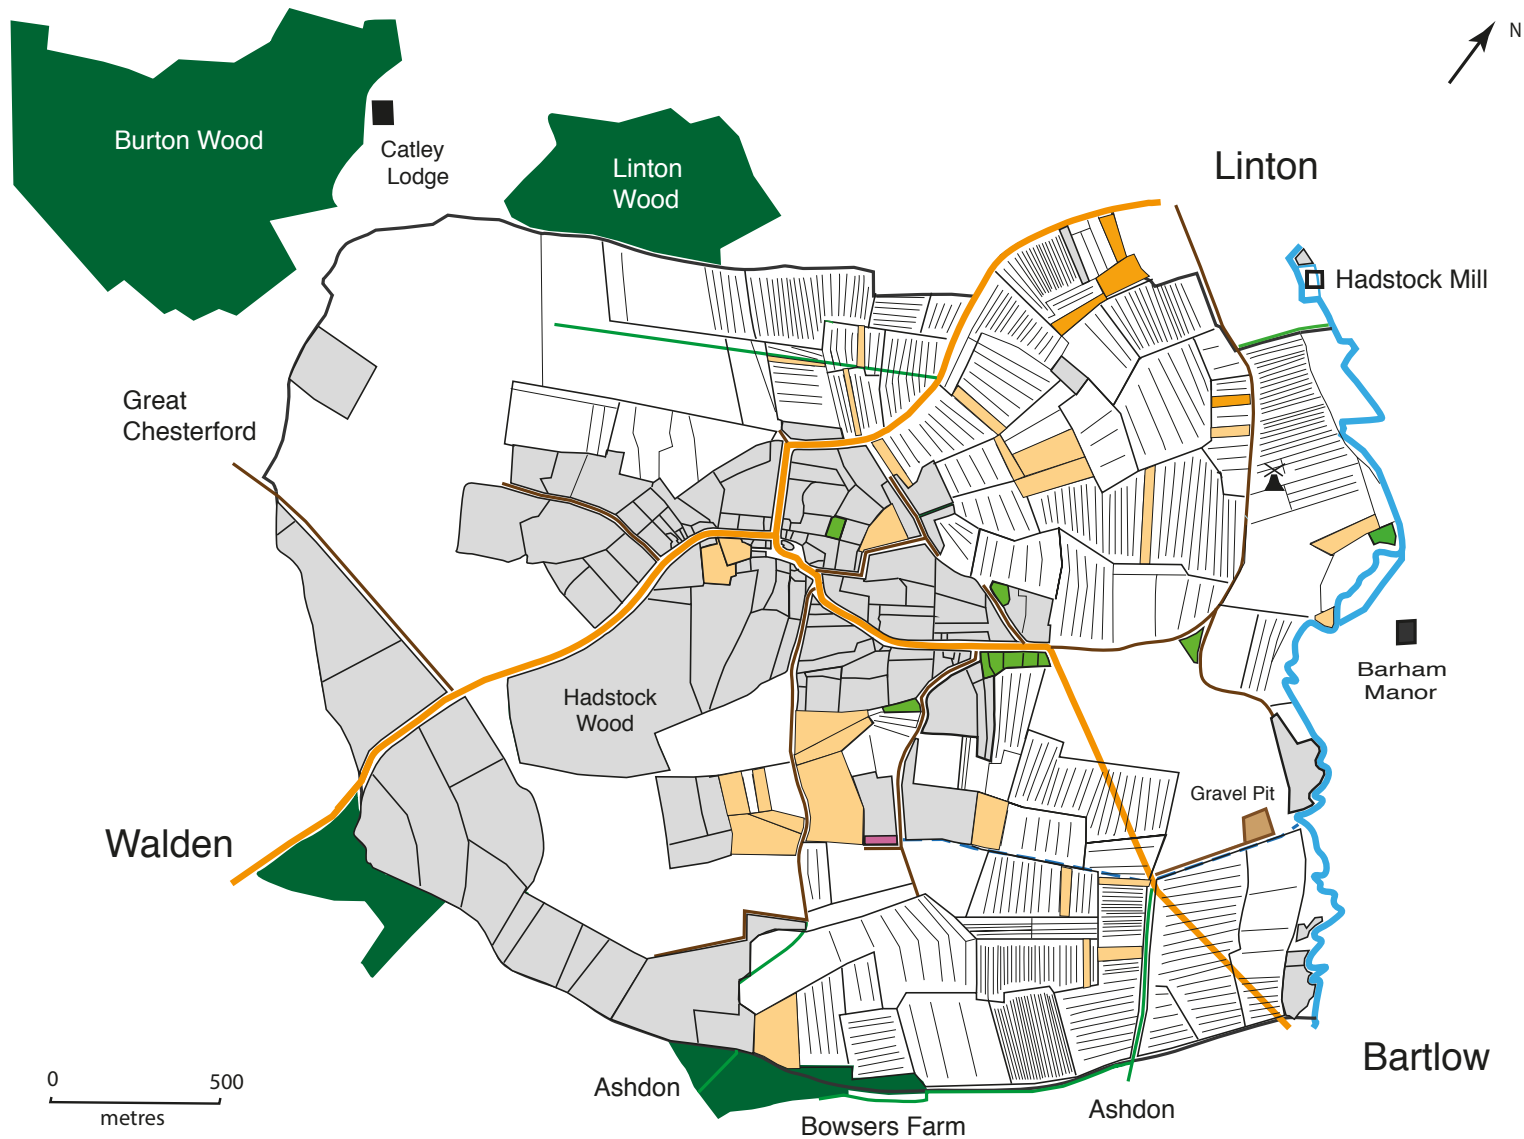 N
Burton Wood
Catley
Lodge
Linton
Wood
Linton
Hadstock Mill
Great
Chesterford
Barham
Manor
Hadstock
Wood
Gravel Pit
Walden
Bartlow
0 500
metres
Ashdon
Ashdon
Bowsers Farm